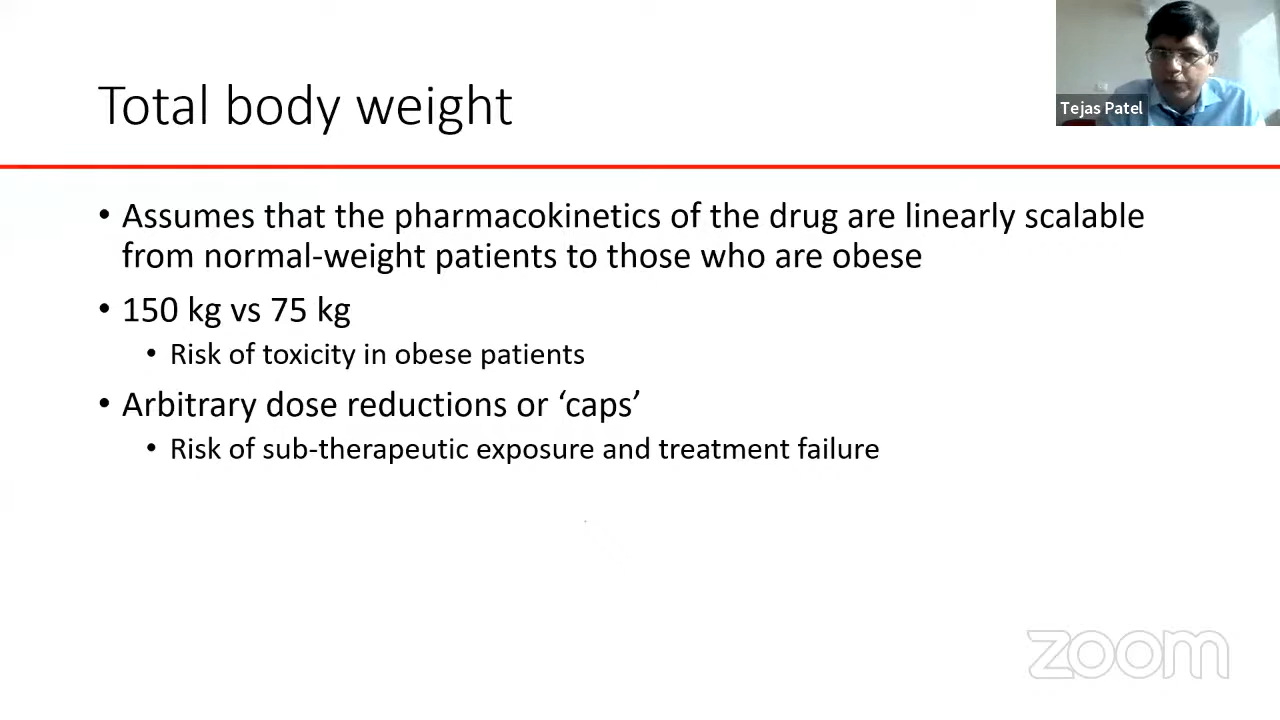 Total body weight
Tejas Patel
• Assumes that the pharmacokinetics of the drug are linearly scalable
from normal-weight patients to those who are obese
• 150 kg vs 75 kg
• Risk of toxicity in obese patients
• Arbitrary dose reductions or ‘caps’
• Risk of sub-therapeutic exposure and treatment failure
zoom